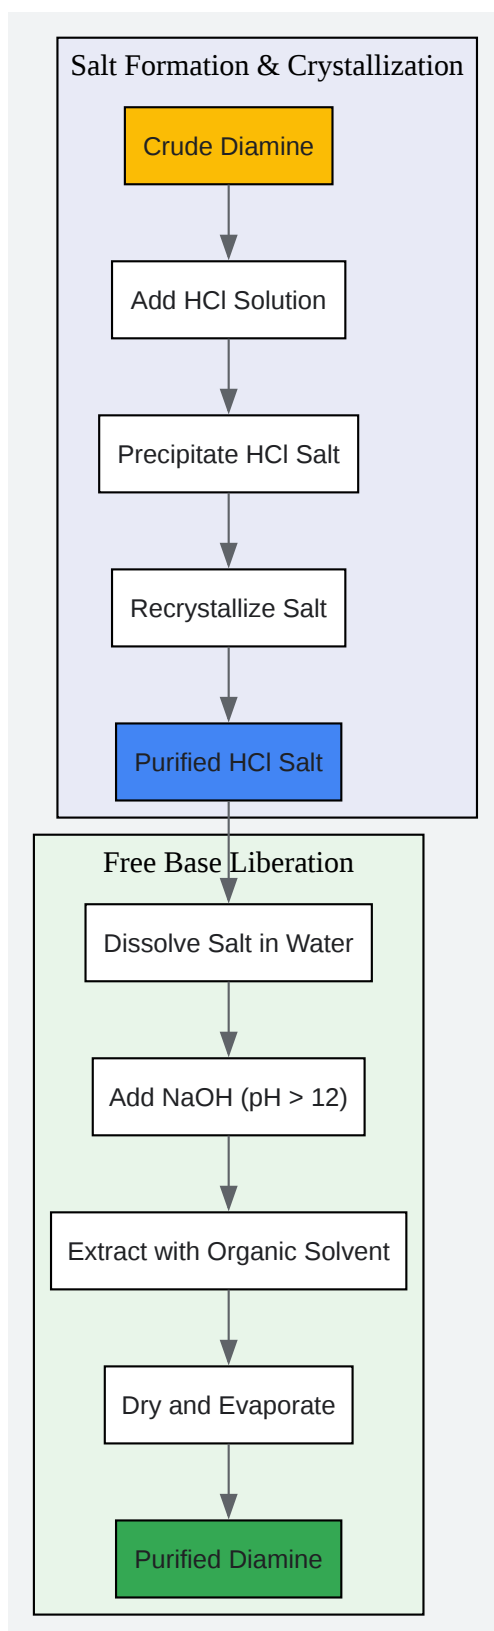 Salt Formation & Crystallization
Crude Diamine
Add HCl Solution
Precipitate HCl Salt
Recrystallize Salt
Purified HCl Salt
Free Base Liberation
Dissolve Salt in Water
Add NaOH (pH > 12)
Extract with Organic Solvent
Dry and Evaporate
Purified Diamine